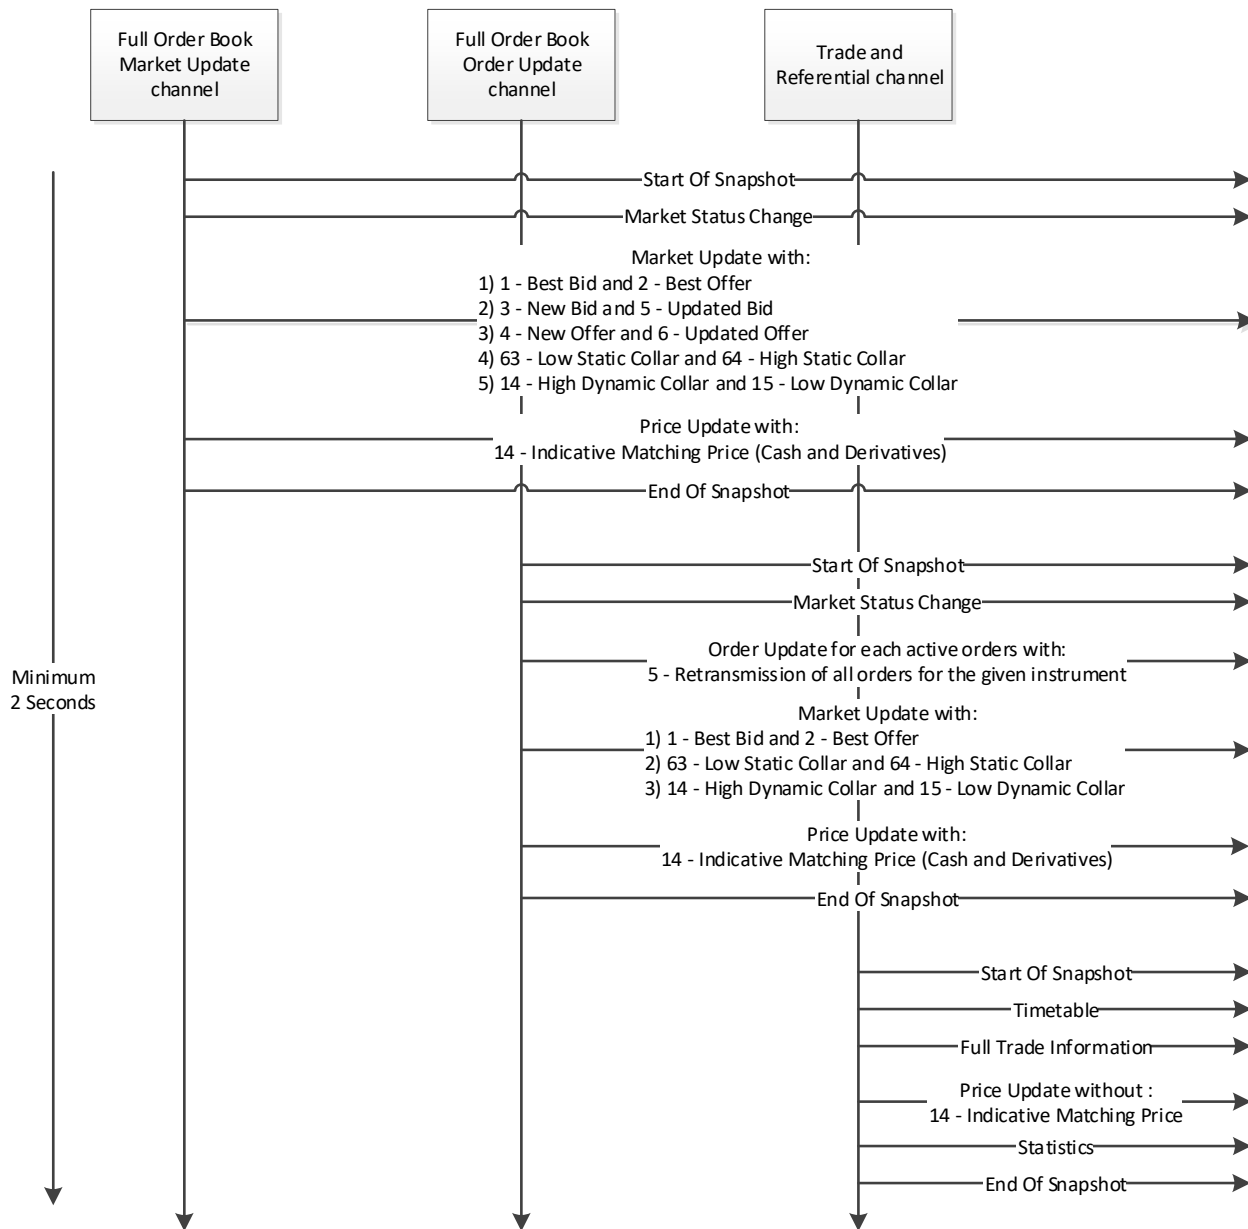 Full Order Book
Market Update
channel
Full Order Book
Order Update
channel
Trade and
Referential channel
Start Of Snapshot
Market Status Change
Market Update with:
1) 1 - Best Bid and 2 - Best Offer
2) 3 - New Bid and 5 - Updated Bid
3) 4 - New Offer and 6 - Updated Offer
4) 63 - Low Static Collar and 64 - High Static Collar
5) 14 - High Dynamic Collar and 15 - Low Dynamic Collar
Price Update with:
14 - Indicative Matching Price (Cash and Derivatives)
End Of Snapshot
Start Of Snapshot
Market Status Change
Order Update for each active orders with:
5 - Retransmission of all orders for the given instrument
Minimum
2 Seconds
Market Update with:
1) 1 - Best Bid and 2 - Best Offer
2) 63 - Low Static Collar and 64 - High Static Collar
3) 14 - High Dynamic Collar and 15 - Low Dynamic Collar
Price Update with:
14 - Indicative Matching Price (Cash and Derivatives)
End Of Snapshot
Start Of Snapshot
Timetable
Full Trade Information
Price Update without :
14 - Indicative Matching Price
Statistics
End Of Snapshot